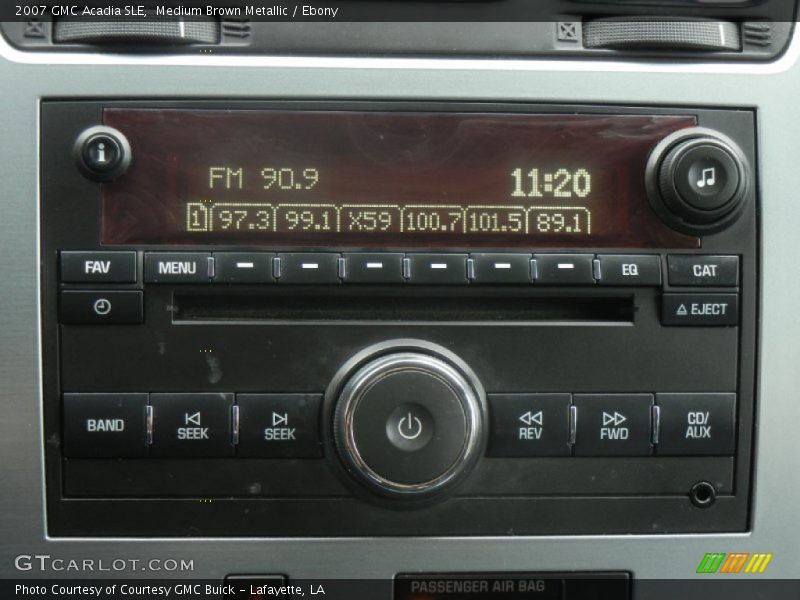 2007 GMC Acadia SLE, Medium Brown Metallic / Ebony
i
FM 90.9 11:20
1 97.3 99.1 X59 100.7 101.5 89.1
FAV MENU EQ CAT
EJECT
BAND SEEK SEEK REV FWD CD/
AUX
GTCARLOT.COM
PASSENGER AIR BAG
Photo Courtesy of Courtesy GMC Buick - Lafayette, LA